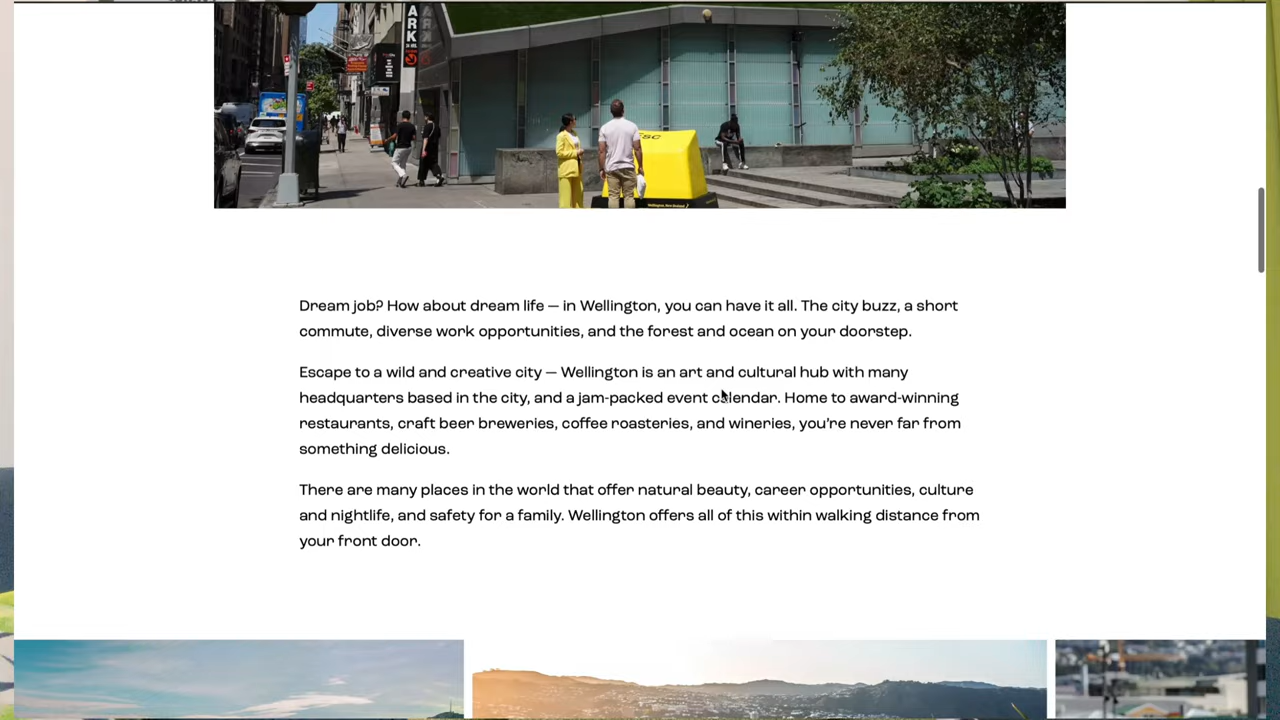 ARK
ESC
Wellington, New Zealand
Dream job? How about dream life — in Wellington, you can have it all. The city buzz, a short
commute, diverse work opportunities, and the forest and ocean on your doorstep.
Escape to a wild and creative city — Wellington is an art and cultural hub with many
headquarters based in the city, and a jam-packed event calendar. Home to award-winning
restaurants, craft beer breweries, coffee roasteries, and wineries, you’re never far from
something delicious.
There are many places in the world that offer natural beauty, career opportunities, culture
and nightlife, and safety for a family. Wellington offers all of this within walking distance from
your front door.